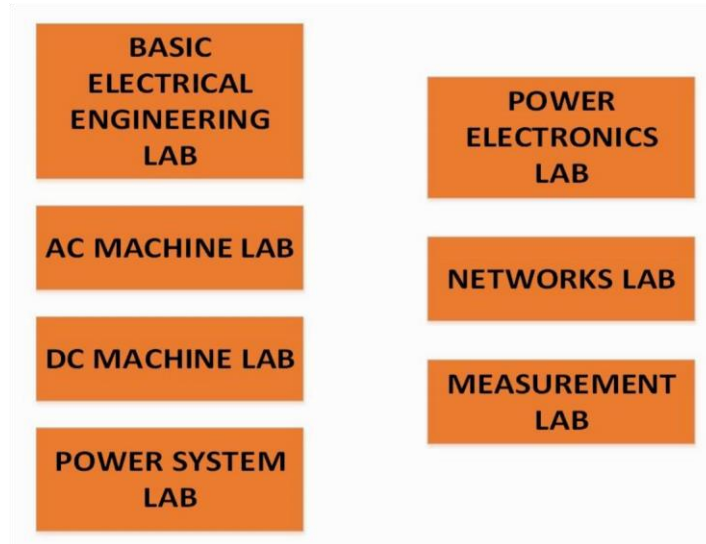 BASIC
ELECTRICAL
ENGINEERING
LAB
AC MACHINE LAB
DC MACHINE LAB
POWER SYSTEM
LAB
POWER
ELECTRONICS
LAB
NETWORKS LAB
MEASUREMENT
LAB